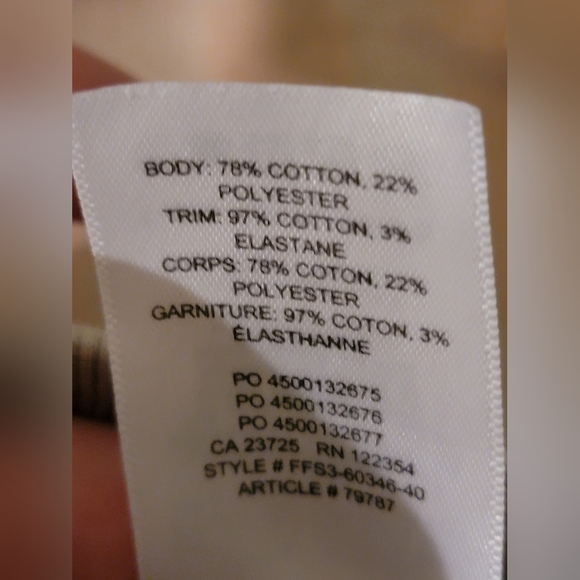 BODY: 78% COTTON, 22%
POLYESTER
TRIM: 97% COTTON, 3%
ELASTANE
CORPS: 78% COTON, 22%
POLYESTER
GARNITURE: 97% COTON, 3%
ÉLASTHANNE
PO 4500132675
PO 4500132676
PO 4500132677
CA 23725 RN 122354
STYLE # FFS3-60346-40
ARTICLE # 79787